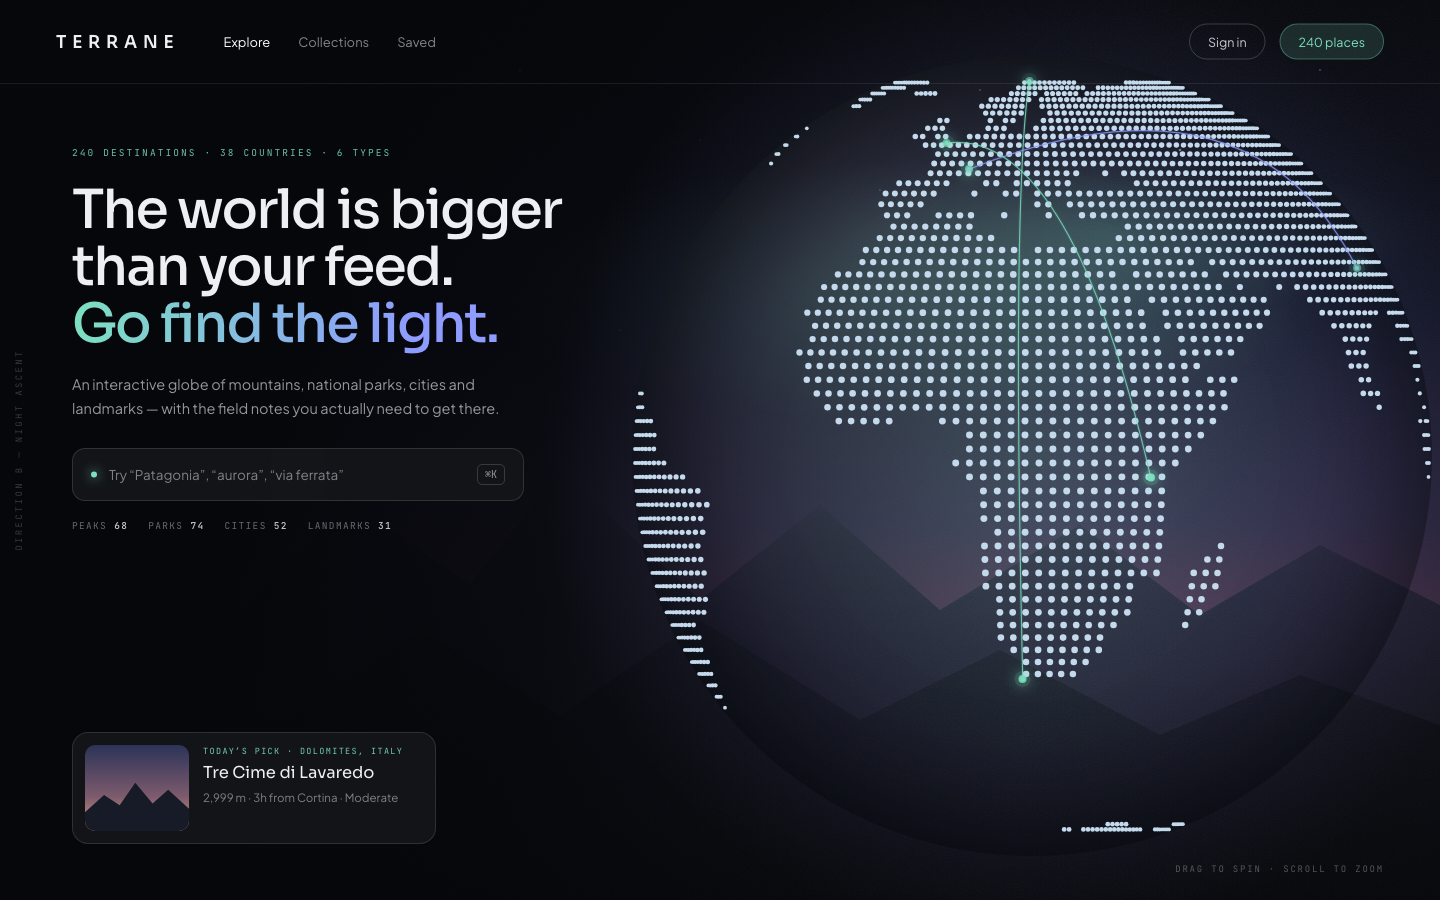 TERRANE
Explore
Collections
Saved
Sign in
240 places
240 DESTINATIONS · 38 COUNTRIES · 6 TYPES
The world is bigger
than your feed.
Go find the light.
An interactive globe of mountains, national parks, cities and
landmarks — with the field notes you actually need to get there.
Try “Patagonia”, “aurora”, “via ferrata”
⌘K
PEAKS 68 PARKS 74 CITIES 52 LANDMARKS 31
DIRECTION B — NIGHT ASCENT
TODAY’S PICK · DOLOMITES, ITALY
Tre Cime di Lavaredo
2,999 m · 3h from Cortina · Moderate
DRAG TO SPIN · SCROLL TO ZOOM